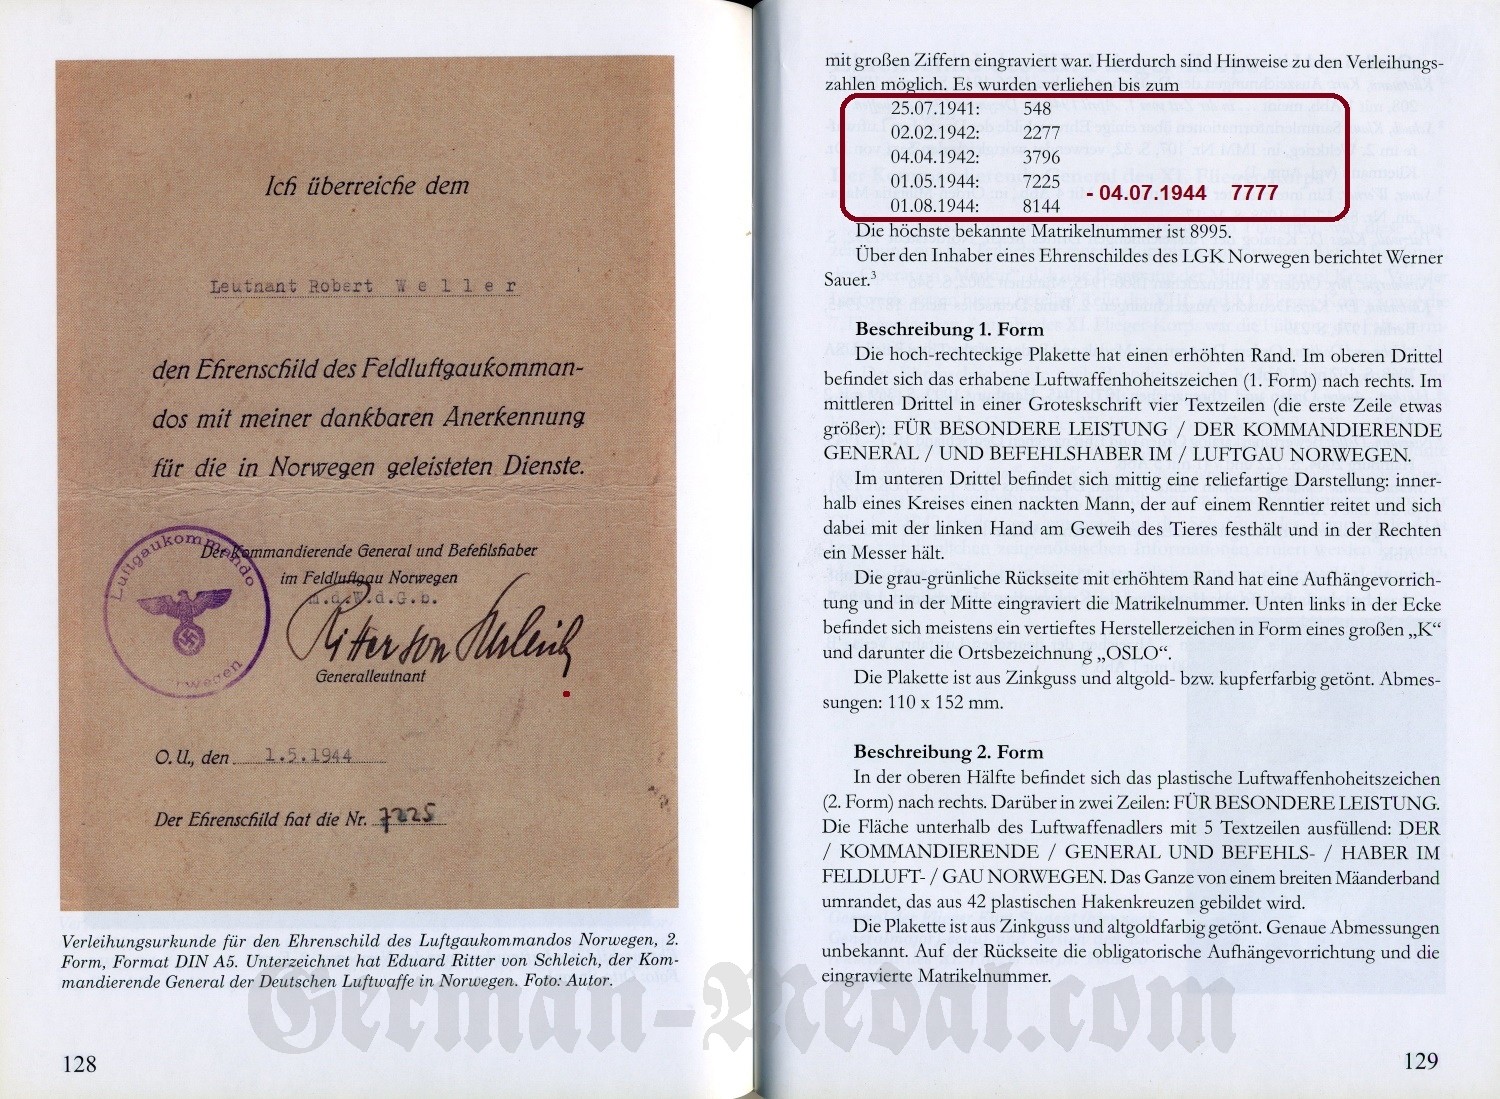 Ich überreiche dem
Leutnant Robert W e l l e r
den Ehrenschild des Feldluftgaukomman-
dos mit meiner dankbaren Anerkennung
für die in Norwegen geleisteten Dienste.
Luftgaukommando
Der Kommandierende General und Befehlshaber
im Feldluftgau Norwegen
m.d.W.d.G.b.
Ritter von Schleich
Generalleutnant
O. U., den 1.5.1944
Der Ehrenschild hat die Nr. 7225
Verleihungsurkunde für den Ehrenschild des Luftgaukommandos Norwegen, 2.
Form, Format DIN A5. Unterzeichnet hat Eduard Ritter von Schleich, der Kom-
mandierende General der Deutschen Luftwaffe in Norwegen. Foto: Autor.
128
mit großen Ziffern eingraviert war. Hierdurch sind Hinweise zu den Verleihungs-
zahlen möglich. Es wurden verliehen bis zum
25.07.1941: 548
02.02.1942: 2277
04.04.1942: 3796
01.05.1944: 7225
- 04.07.1944 7777
01.08.1944: 8144
Die höchste bekannte Matrikelnummer ist 8995.
Über den Inhaber eines Ehrenschildes des LGK Norwegen berichtet Werner
Sauer.³
Beschreibung 1. Form
Die hoch-rechteckige Plakette hat einen erhöhten Rand. Im oberen Drittel
befindet sich das erhabene Luftwaffenhoheitszeichen (1. Form) nach rechts. Im
mittleren Drittel in einer Groteskschrift vier Textzeilen (die erste Zeile etwas
größer): FÜR BESONDERE LEISTUNG / DER KOMMANDIERENDE
GENERAL / UND BEFEHLSHABER IM / LUFTGAU NORWEGEN.
Im unteren Drittel befindet sich mittig eine reliefartige Darstellung: inner-
halb eines Kreises einen nackten Mann, der auf einem Renntier reitet und sich
dabei mit der linken Hand am Geweih des Tieres festhält und in der Rechten
ein Messer hält.
Die grau-grünliche Rückseite mit erhöhtem Rand hat eine Aufhängevorrich-
tung und in der Mitte eingraviert die Matrikelnummer. Unten links in der Ecke
befindet sich meistens ein vertieftes Herstellerzeichen in Form eines großen „K“
und darunter die Ortsbezeichnung „OSLO“.
Die Plakette ist aus Zinkguss und altgold- bzw. kupferfarbig getönt. Abmes-
sungen: 110 x 152 mm.
Beschreibung 2. Form
In der oberen Hälfte befindet sich das plastische Luftwaffenhoheitszeichen
(2. Form) nach rechts. Darüber in zwei Zeilen: FÜR BESONDERE LEISTUNG.
Die Fläche unterhalb des Luftwaffenadlers mit 5 Textzeilen ausfüllend: DER
/ KOMMANDIERENDE / GENERAL UND BEFEHLS- / HABER IM
FELDLUFT- / GAU NORWEGEN. Das Ganze von einem breiten Mäanderband
umrandet, das aus 42 plastischen Hakenkreuzen gebildet wird.
Die Plakette ist aus Zinkguss und altgoldfarbig getönt. Genaue Abmessungen
unbekannt. Auf der Rückseite die obligatorische Aufhängevorrichtung und die
eingravierte Matrikelnummer.
129
German-Medal.com